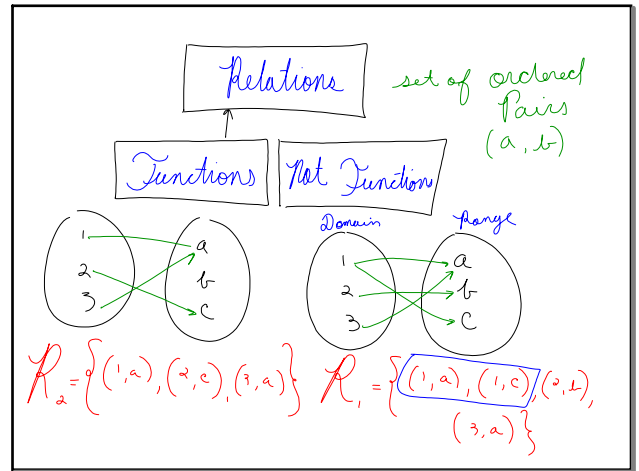 Relations
set of ordered
Pairs
(a, b)
Functions
Not Function
Domain
Range
1
2
3
a
b
c
1
2
3
a
b
c
R₂ = {(1,a), (2,c), (3,a)}
R₁ = {(1,a), (1,c), (2,b),
(3,a)}